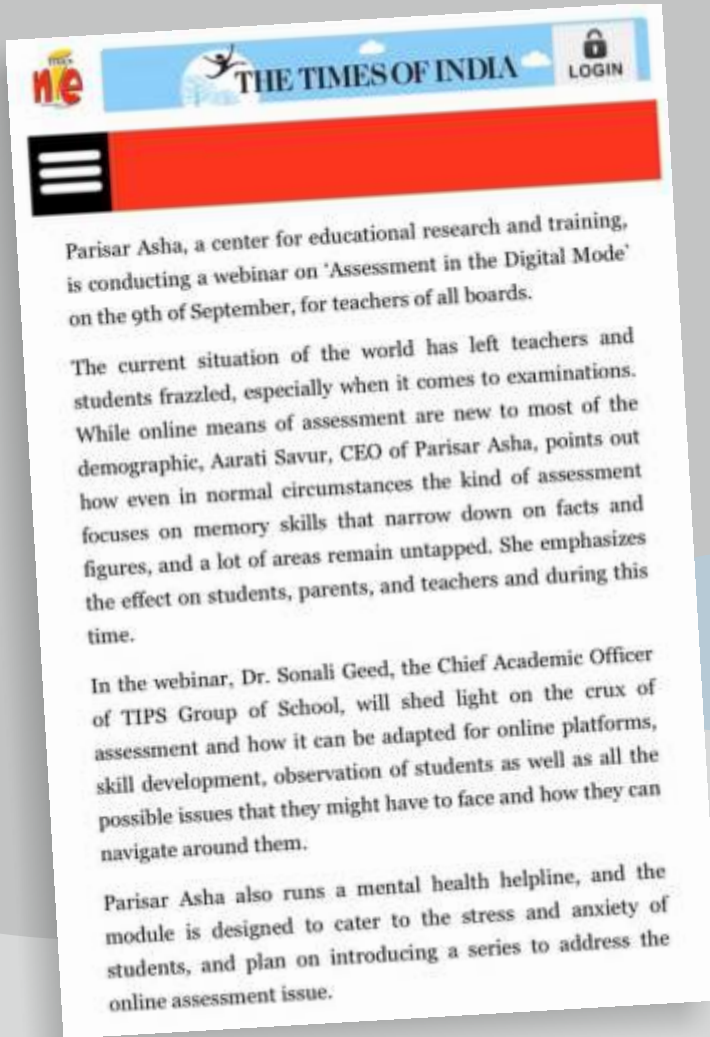 TIMES
nie
THE TIMES OF INDIA
LOGIN
Parisar Asha, a center for educational research and training,
is conducting a webinar on 'Assessment in the Digital Mode'
on the 9th of September, for teachers of all boards.
The current situation of the world has left teachers and
students frazzled, especially when it comes to examinations.
While online means of assessment are new to most of the
demographic, Aarati Savur, CEO of Parisar Asha, points out
how even in normal circumstances the kind of assessment
focuses on memory skills that narrow down on facts and
figures, and a lot of areas remain untapped. She emphasizes
the effect on students, parents, and teachers and during this
time.
In the webinar, Dr. Sonali Geed, the Chief Academic Officer
of TIPS Group of School, will shed light on the crux of
assessment and how it can be adapted for online platforms,
skill development, observation of students as well as all the
possible issues that they might have to face and how they can
navigate around them.
Parisar Asha also runs a mental health helpline, and the
module is designed to cater to the stress and anxiety of
students, and plan on introducing a series to address the
online assessment issue.